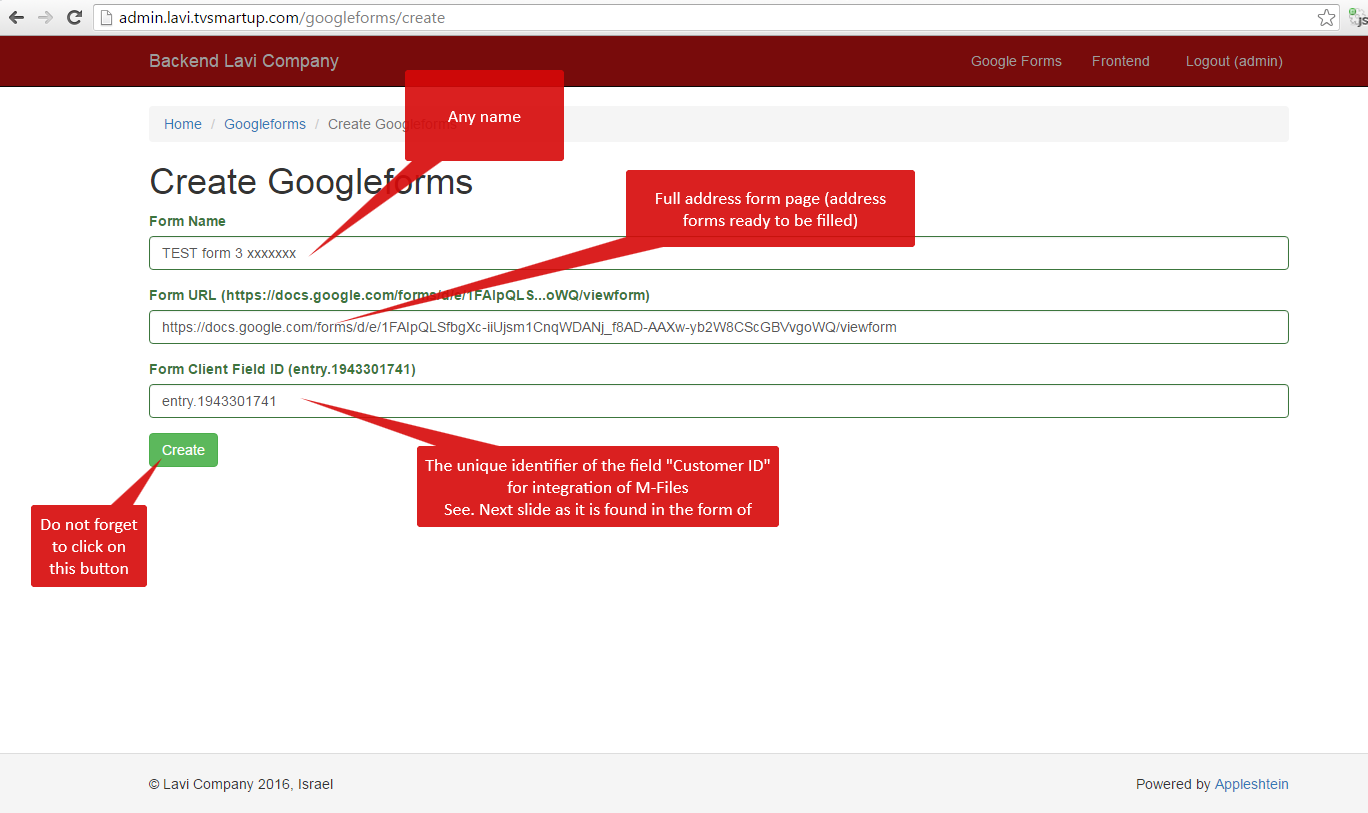 admin.lavi.tvsmartup.com/googleforms/create
js
Backend Lavi Company
Google Forms
Frontend
Logout (admin)
Home / Googleforms / Create Googleforms
Any name
Create Googleforms
Full address form page (address
forms ready to be filled)
Form Name
TEST form 3 xxxxxxx
Form URL (https://docs.google.com/forms/d/e/1FAIpQLS...oWQ/viewform)
https://docs.google.com/forms/d/e/1FAIpQLSfbgXc-iiUjsm1CnqWDANj_f8AD-AAXw-yb2W8CScGBVvgoWQ/viewform
Form Client Field ID (entry.1943301741)
entry.1943301741
Create
The unique identifier of the field "Customer ID"
for integration of M-Files
See. Next slide as it is found in the form of
Do not forget
to click on
this button
© Lavi Company 2016, Israel
Powered by Appleshtein